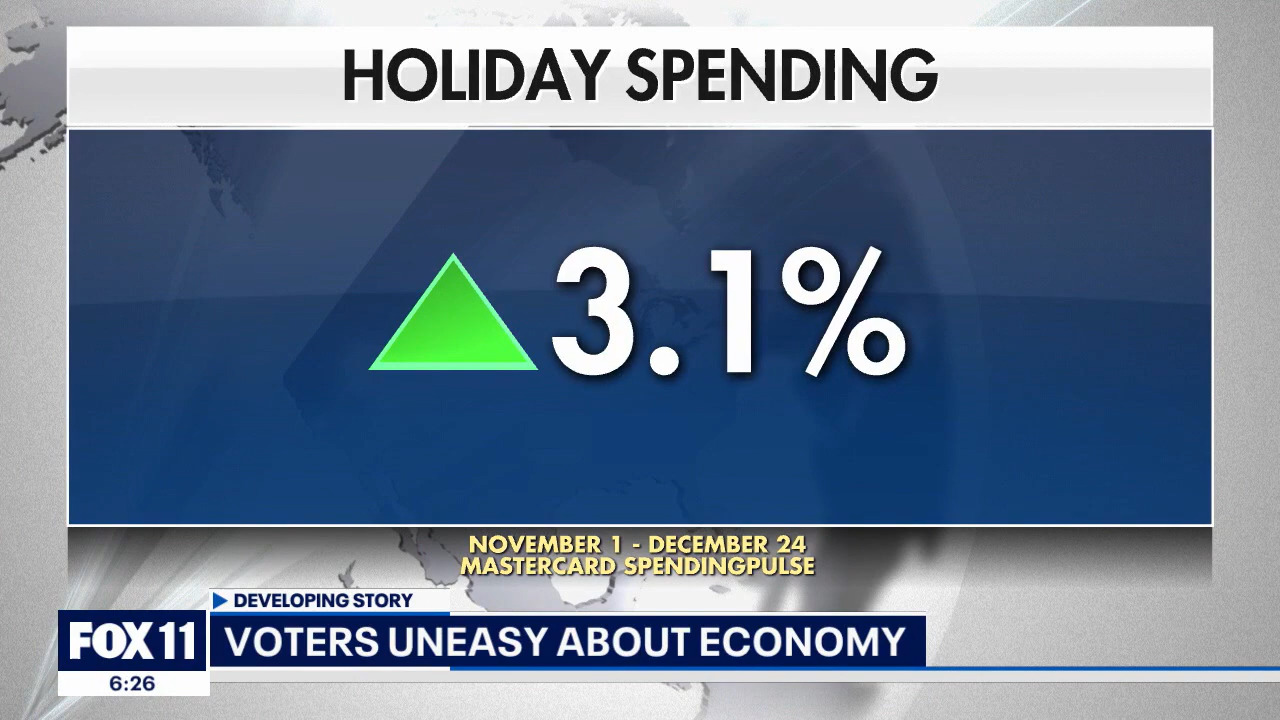 HOLIDAY SPENDING
3.1%
NOVEMBER 1 - DECEMBER 24
MASTERCARD SPENDINGPULSE
DEVELOPING STORY
FOX 11
VOTERS UNEASY ABOUT ECONOMY
6:26